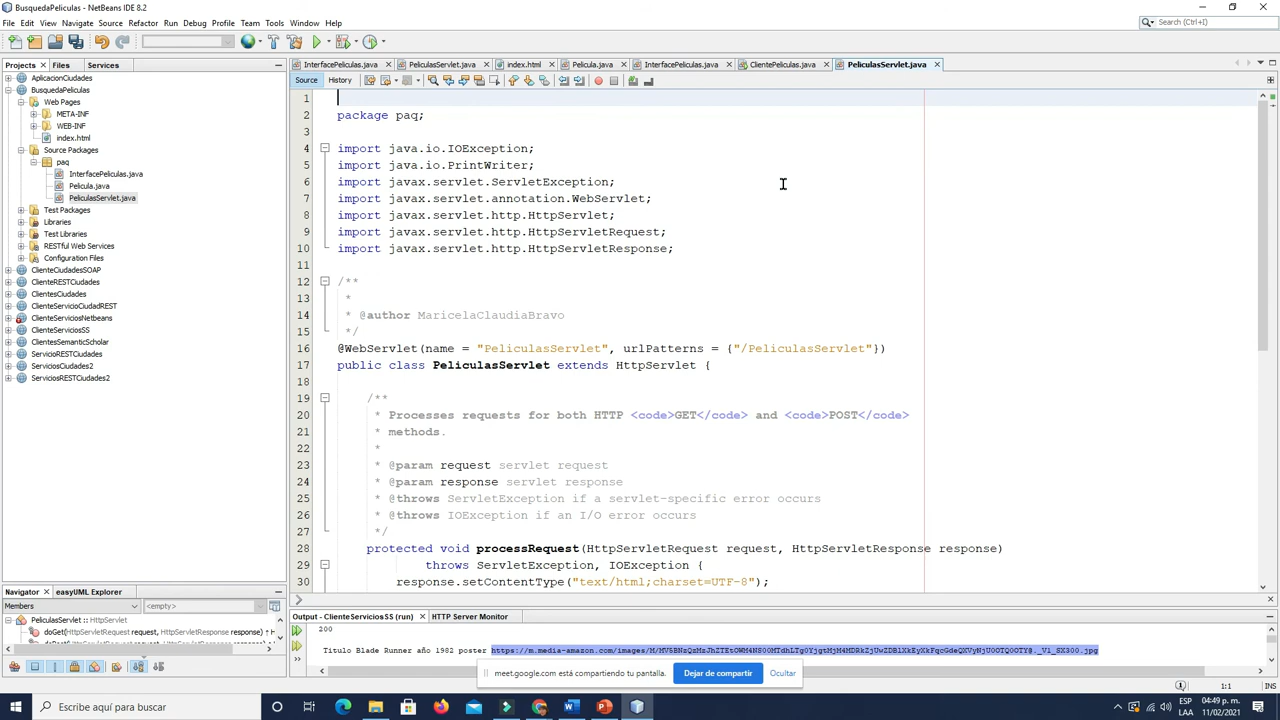 BusquedaPeliculas - NetBeans IDE 8.2
File Edit View Navigate Source Refactor Run Debug Profile Team Tools Window Help
Search (Ctrl+I)
Projects Files Services
InterfacePeliculas.java PeliculasServlet.java index.html Pelicula.java InterfacePeliculas.java ClientePeliculas.java PeliculasServlet.java
Source History
AplicacionCiudades
BusquedaPeliculas
Web Pages
META-INF
WEB-INF
index.html
Source Packages
paq
InterfacePeliculas.java
Pelicula.java
PeliculasServlet.java
Test Packages
Libraries
Test Libraries
RESTful Web Services
Configuration Files
ClienteCiudadesSOAP
ClienteRESTCiudades
ClientesCiudades
ClienteServicioCiudadREST
ClienteServiciosNetbeans
ClienteServiciosSS
ClientesSemanticScholar
ServicioRESTCiudades
ServiciosCiudades2
ServiciosRESTCiudades2
1
2 package paq;
3
4 import java.io.IOException;
5 import java.io.PrintWriter;
6 import javax.servlet.ServletException;
7 import javax.servlet.annotation.WebServlet;
8 import javax.servlet.http.HttpServlet;
9 import javax.servlet.http.HttpServletRequest;
10 import javax.servlet.http.HttpServletResponse;
11
12 /**
13 *
14 * @author MaricelaClaudiaBravo
15 */
16 @WebServlet(name = "PeliculasServlet", urlPatterns = {"/PeliculasServlet"})
17 public class PeliculasServlet extends HttpServlet {
18
19 /**
20 * Processes requests for both HTTP <code>GET</code> and <code>POST</code>
21 * methods.
22 *
23 * @param request servlet request
24 * @param response servlet response
25 * @throws ServletException if a servlet-specific error occurs
26 * @throws IOException if an I/O error occurs
27 */
28 protected void processRequest(HttpServletRequest request, HttpServletResponse response)
29 throws ServletException, IOException {
30 response.setContentType("text/html;charset=UTF-8");
Navigator easyUML Explorer
Members <empty>
PeliculasServlet :: HttpServlet
doGet(HttpServletRequest request, HttpServletResponse response) : 
Output - ClienteServiciosSS (run) HTTP Server Monitor
200
Titulo Blade Runner año 1982 poster
meet.google.com está compartiendo tu pantalla. Dejar de compartir Ocultar
1:1 INS
Escribe aquí para buscar
ESP 04:49 p. m.
LAA 11/02/2021